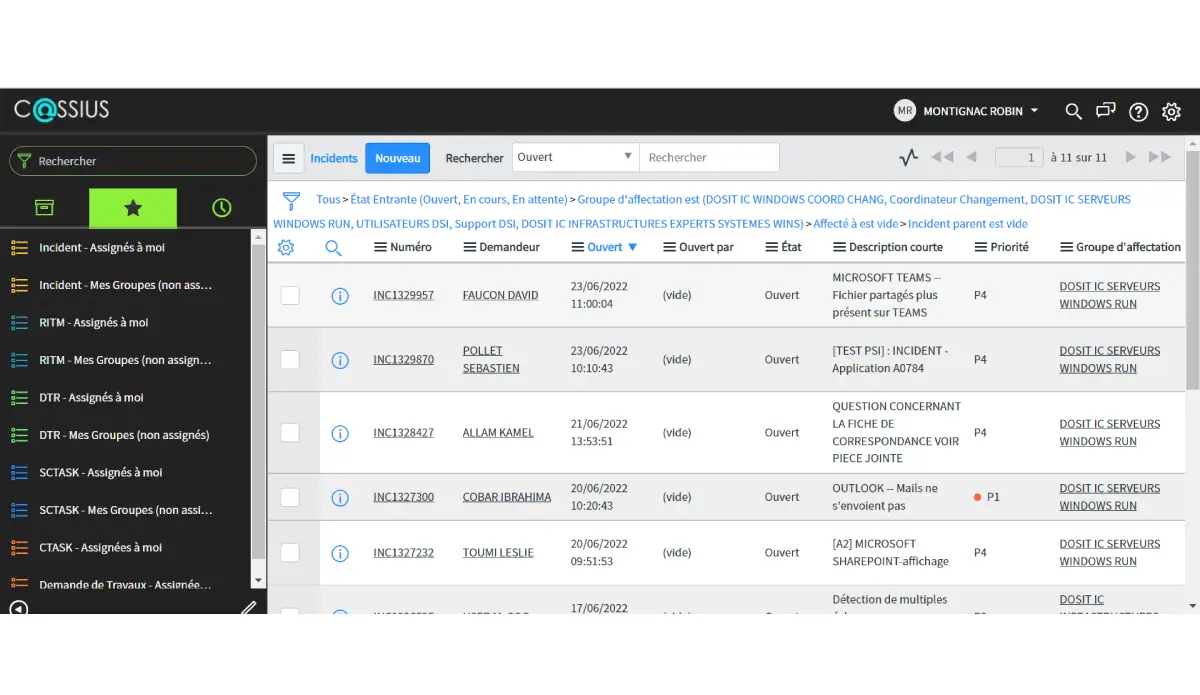 C@SSIUS
MR MONTIGNAC ROBIN
Rechercher
Incident - Assignés à moi
Incident - Mes Groupes (non ass...
RITM - Assignés à moi
RITM - Mes Groupes (non assign...
DTR - Assignés à moi
DTR - Mes Groupes (non assignés)
SCTASK - Assignés à moi
SCTASK - Mes Groupes (non assi...
CTASK - Assignées à moi
Demande de Travaux - Assignée...
Incidents Nouveau Rechercher Ouvert Rechercher 1 à 11 sur 11
Tous > État Entrante (Ouvert, En cours, En attente) > Groupe d'affectation est (DOSIT IC WINDOWS COORD CHANG, Coordinateur Changement, DOSIT IC SERVEURS
WINDOWS RUN, UTILISATEURS DSI, Support DSI, DOSIT IC INFRASTRUCTURES EXPERTS SYSTEMES WINS) > Affecté à est vide > Incident parent est vide
Numéro Demandeur Ouvert Ouvert par État Description courte Priorité Groupe d'affectation
INC1329957 FAUCON DAVID 23/06/2022
11:00:04
(vide) Ouvert
MICROSOFT TEAMS --
Fichier partagés plus
présent sur TEAMS
P4
DOSIT IC SERVEURS
WINDOWS RUN
INC1329870
POLLET
SEBASTIEN
23/06/2022
10:10:43
(vide) Ouvert
[TEST PSI] : INCIDENT -
Application A0784
P4
DOSIT IC SERVEURS
WINDOWS RUN
INC1328427 ALLAM KAMEL
21/06/2022
13:53:51
(vide) Ouvert
QUESTION CONCERNANT
LA FICHE DE
CORRESPONDANCE VOIR
PIECE JOINTE
P4
DOSIT IC SERVEURS
WINDOWS RUN
INC1327300 COBAR IBRAHIMA
20/06/2022
10:20:43
(vide) Ouvert
OUTLOOK -- Mails ne
s'envoient pas
P1
DOSIT IC SERVEURS
WINDOWS RUN
INC1327232 TOUMI LESLIE
20/06/2022
09:51:53
(vide) Ouvert
[A2] MICROSOFT
SHAREPOINT-affichage
P4
DOSIT IC SERVEURS
WINDOWS RUN
17/06/2022
Détection de multiples
DOSIT IC